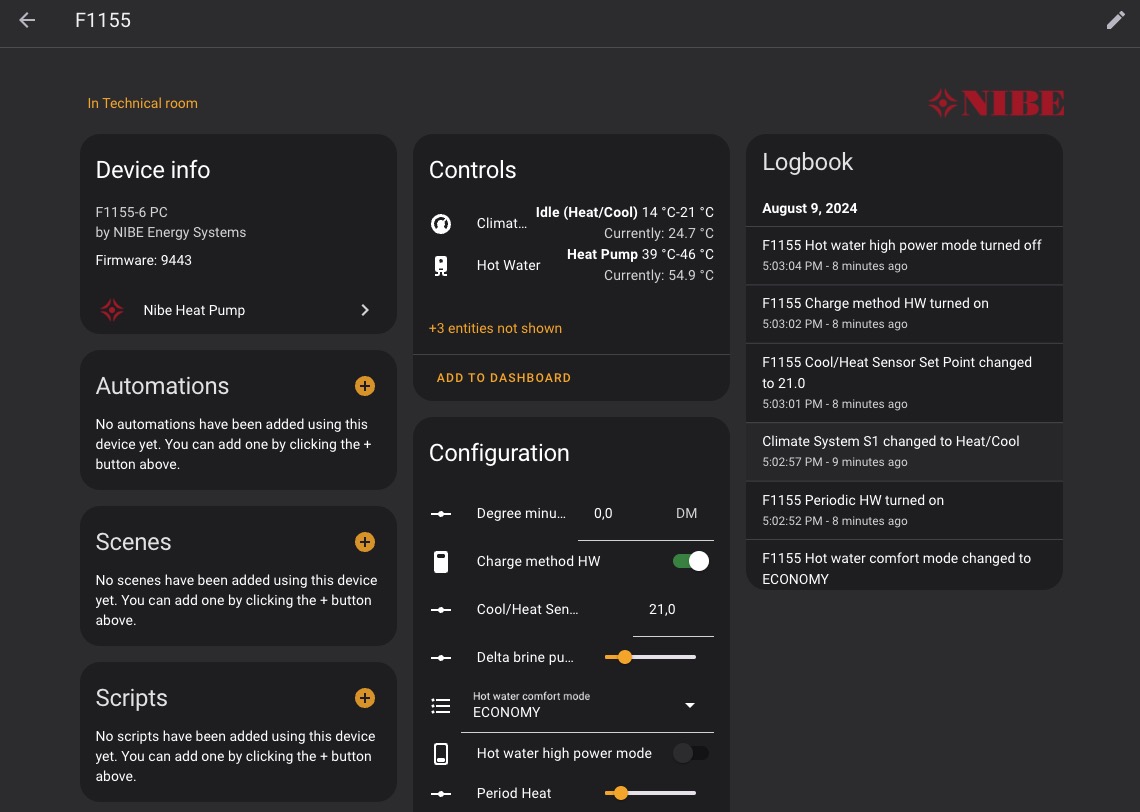 F1155
In Technical room
NIBE
Device info
F1155-6 PC
by NIBE Energy Systems
Firmware: 9443
Nibe Heat Pump
Automations
No automations have been added using this
device yet. You can add one by clicking the +
button above.
Scenes
No scenes have been added using this device
yet. You can add one by clicking the + button
above.
Scripts
No scripts have been added using this device
yet. You can add one by clicking the + button
above.
Controls
Climat... Idle (Heat/Cool) 14 °C-21 °C
Currently: 24.7 °C
Hot Water Heat Pump 39 °C-46 °C
Currently: 54.9 °C
+3 entities not shown
ADD TO DASHBOARD
Configuration
Degree minu... 0,0 DM
Charge method HW
Cool/Heat Sen... 21,0
Delta brine pu...
Hot water comfort mode
ECONOMY
Hot water high power mode
Period Heat
Logbook
August 9, 2024
F1155 Hot water high power mode turned off
5:03:04 PM - 8 minutes ago
F1155 Charge method HW turned on
5:03:02 PM - 8 minutes ago
F1155 Cool/Heat Sensor Set Point changed
to 21.0
5:03:01 PM - 8 minutes ago
Climate System S1 changed to Heat/Cool
5:02:57 PM - 9 minutes ago
F1155 Periodic HW turned on
5:02:52 PM - 8 minutes ago
F1155 Hot water comfort mode changed to
ECONOMY